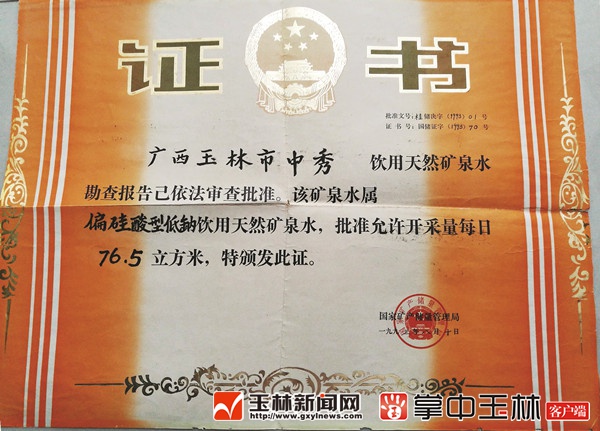 证书
批准文号:桂储决字(1993)01号
证 书 号:国储证字(1993)70号
广西玉林市中秀 饮用天然矿泉水
勘查报告已依法审查批准。该矿泉水属
偏硅酸型低钠饮用天然矿泉水,批准允许开采量每日
76.5 立方米,特颁发此证。
国家矿产储量管理局
玉林新闻网
www.gxylnews.com
掌中玉林
客户端